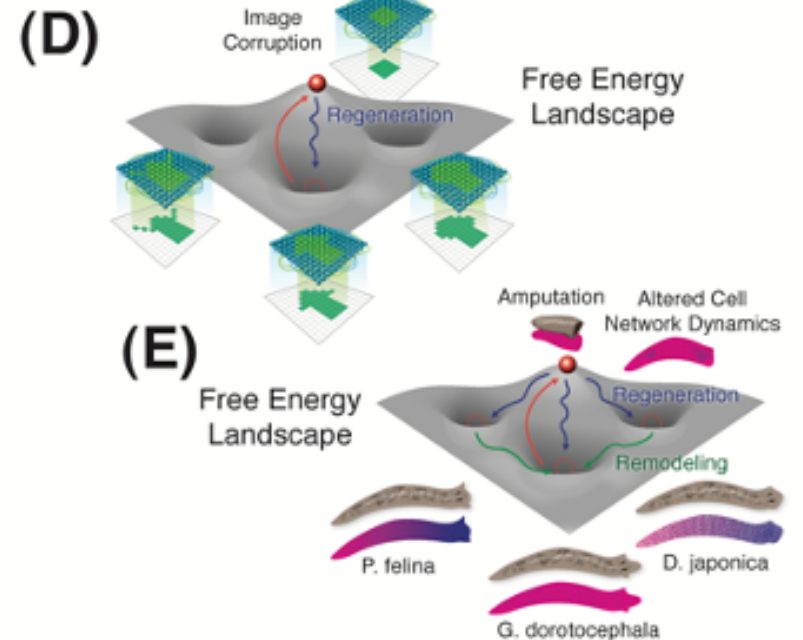 (D)
Image
Corruption
Free Energy
Landscape
Regeneration
(E)
Amputation
Altered Cell
Network Dynamics
Free Energy
Landscape
Regeneration
Remodeling
P. felina
D. japonica
G. dorotocephala